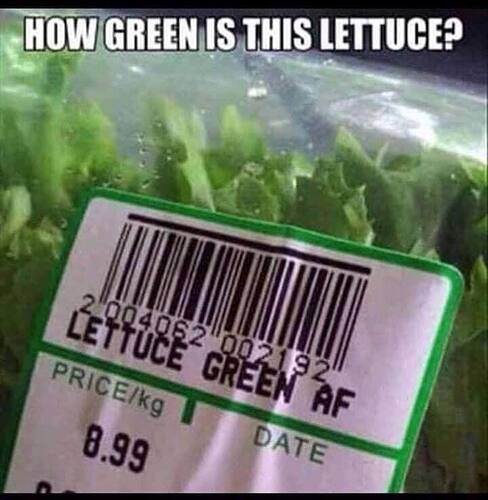 HOW GREEN IS THIS LETTUCE?
2 004062 002192
LETTUCE GREEN AF
PRICE/kg
DATE
8.99